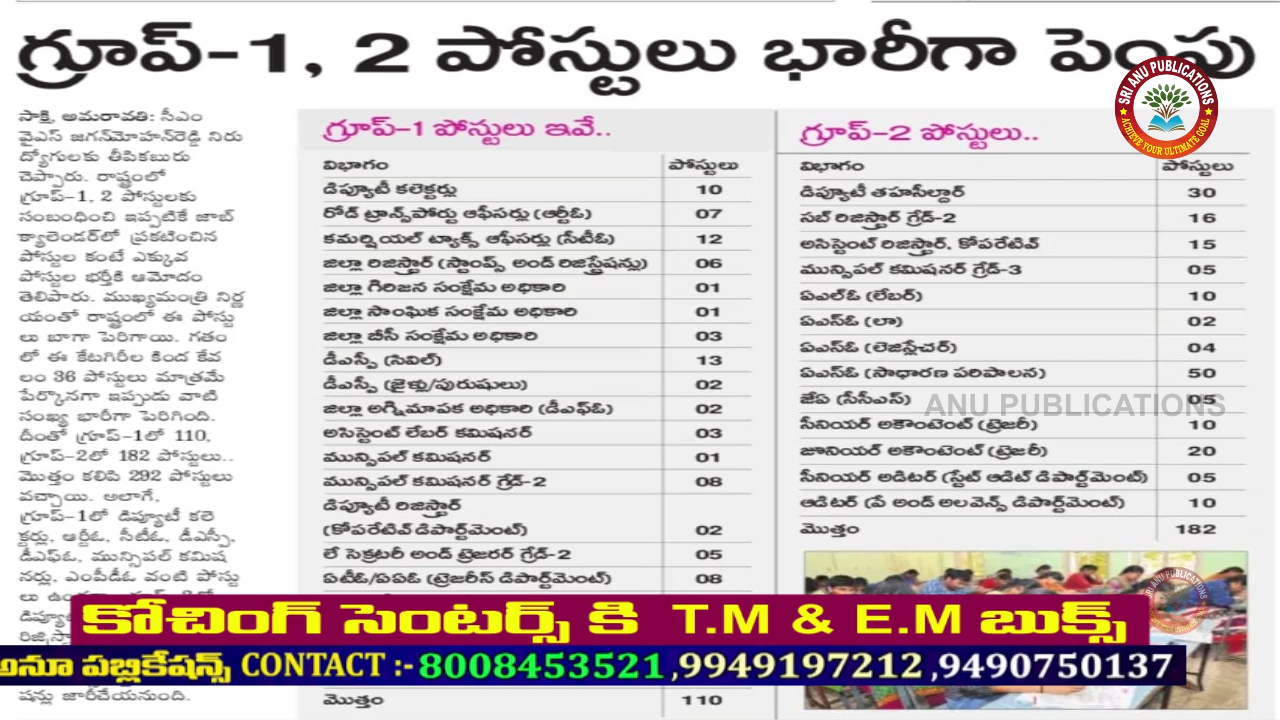 గ్రూప్-1, 2 పోస్టులు భారీగా పెంపు
SRI ANU PUBLICATIONS
ACHIEVE YOUR ULTIMATE GOAL
సాక్షి, అమరావతి: సీఎం
వైఎస్ జగన్‌మోహన్‌రెడ్డి నిరు
ద్యోగులకు తీపికబురు
చెప్పారు. రాష్ట్రంలో
గ్రూప్-1, 2 పోస్టులకు
సంబంధించి ఇప్పటికే జాబ్
క్యాలెండర్‌లో ప్రకటించిన
పోస్టుల కంటే ఎక్కువ
పోస్టుల భర్తీకి ఆమోదం
తెలిపారు. ముఖ్యమంత్రి నిర్ణ
యంతో రాష్ట్రంలో ఈ పోస్టు
లు బాగా పెరిగాయి. గతం
లో ఈ కేటగిరీల కింద కేవ
లం 36 పోస్టులు మాత్రమే
పేర్కొనగా ఇప్పుడు వాటి
సంఖ్య భారీగా పెరిగింది.
దీంతో గ్రూప్-1లో 110,
గ్రూప్-2లో 182 పోస్టులు..
మొత్తం కలిపి 292 పోస్టులు
వచ్చాయి. అలాగే,
గ్రూప్-1లో డిప్యూటీ కలె
క్టర్లు, ఆర్టీఓ, సీటీఓ, డీఎస్పీ,
డీఎఫ్ఓ, మున్సిపల్ కమిష
నర్లు, ఎంపీడీఓ వంటి పోస్టు
షన్లు జారీచేయనుంది.
గ్రూప్-1 పోస్టులు ఇవే..
విభాగం పోస్టులు
డిప్యూటీ కలెక్టర్లు 10
రోడ్ ట్రాన్స్‌పోర్టు ఆఫీసర్లు (ఆర్టీఓ) 07
కమర్షియల్ ట్యాక్స్ ఆఫీసర్లు (సీటీఓ) 12
జిల్లా రిజిస్ట్రార్ (స్టాంప్స్ అండ్ రిజిస్ట్రేషన్లు) 06
జిల్లా గిరిజన సంక్షేమ అధికారి 01
జిల్లా సాంఘిక సంక్షేమ అధికారి 01
జిల్లా బీసీ సంక్షేమ అధికారి 03
డీఎస్పీ (సివిల్) 13
డీఎస్పీ (జైళ్లు/పురుషులు) 02
జిల్లా అగ్నిమాపక అధికారి (డీఎఫ్ఓ) 02
అసిస్టెంట్ లేబర్ కమిషనర్ 03
మున్సిపల్ కమిషనర్ 01
మున్సిపల్ కమిషనర్ గ్రేడ్-2 08
డిప్యూటీ రిజిస్ట్రార్
(కోపరేటివ్ డిపార్ట్‌మెంట్) 02
లే సెక్రటరీ అండ్ ట్రెజరర్ గ్రేడ్-2 05
ఏటీఓ/ఏఏఓ (ట్రెజరీస్ డిపార్ట్‌మెంట్) 08
మొత్తం 110
గ్రూప్-2 పోస్టులు..
విభాగం పోస్టులు
డిప్యూటీ తహసీల్దార్ 30
సబ్ రిజిస్ట్రార్ గ్రేడ్-2 16
అసిస్టెంట్ రిజిస్ట్రార్, కోపరేటివ్ 15
మున్సిపల్ కమిషనర్ గ్రేడ్-3 05
ఏఎల్ఓ (లేబర్) 10
ఏఎస్ఓ (లా) 02
ఏఎస్ఓ (లెజిస్లేచర్) 04
ఏఎస్ఓ (సాధారణ పరిపాలన) 50
జేఏ (సీసీఎస్) 05
ANU PUBLICATIONS
సీనియర్ అకౌంటెంట్ (ట్రెజరీ) 10
జూనియర్ అకౌంటెంట్ (ట్రెజరీ) 20
సీనియర్ అడిటర్ (స్టేట్ ఆడిట్ డిపార్ట్‌మెంట్) 05
ఆడిటర్ (పే అండ్ అలవెన్స్ డిపార్ట్‌మెంట్) 10
మొత్తం 182
కోచింగ్ సెంటర్స్ కి T.M & E.M బుక్స్
అనూ పబ్లికేషన్స్ CONTACT :- 8008453521 ,9949197212 ,9490750137